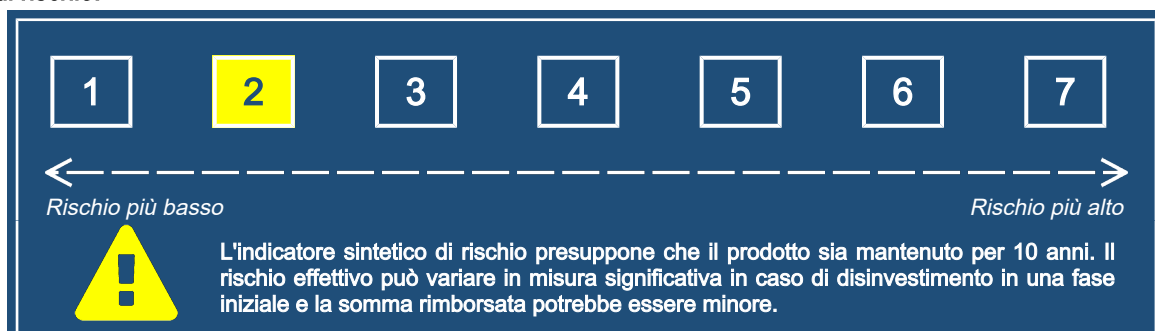 1 2 3 4 5 6 7
Rischio più basso Rischio più alto
L'indicatore sintetico di rischio presuppone che il prodotto sia mantenuto per 10 anni. Il
rischio effettivo può variare in misura significativa in caso di disinvestimento in una fase
iniziale e la somma rimborsata potrebbe essere minore.